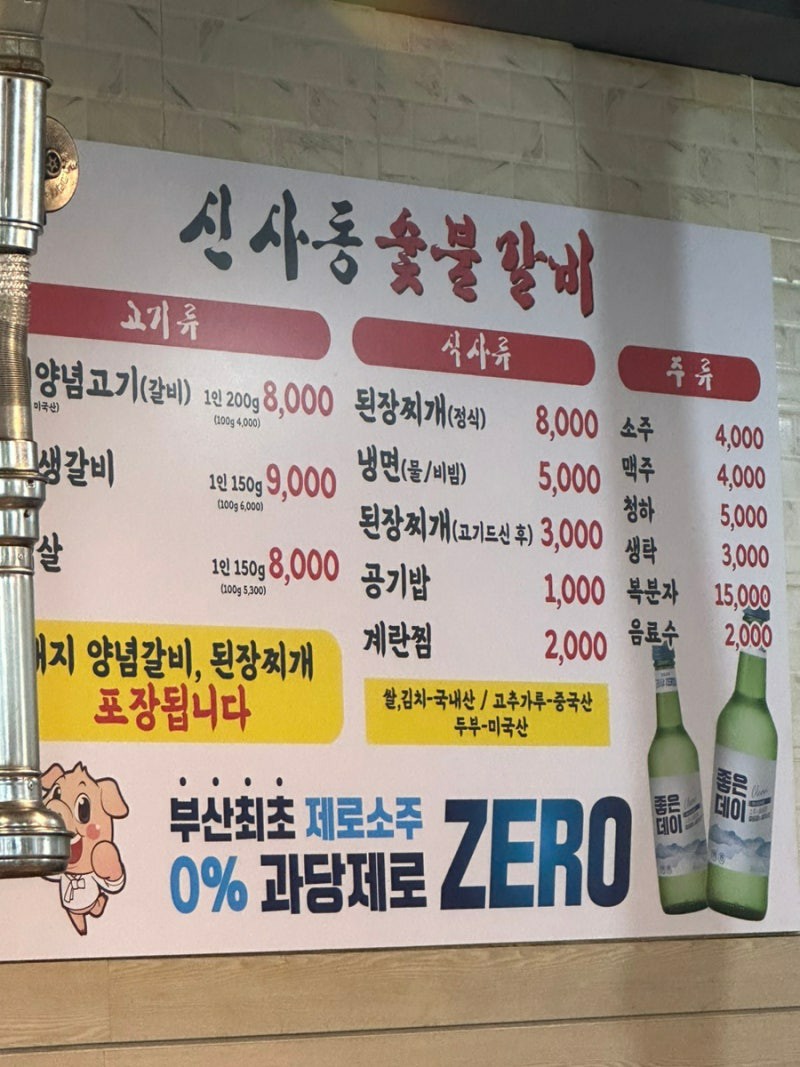 신사동 숯불갈비
고기류
양념고기(갈비) 1인 200g 8,000
미국산) (100g 4,000)
생갈비 1인 150g 9,000
(100g 6,000)
살 1인 150g 8,000
(100g 5,300)
양념갈비, 된장찌개
포장됩니다
식사류
된장찌개(정식) 8,000
냉면(물/비빔) 5,000
된장찌개(고기드신 후) 3,000
공기밥 1,000
계란찜 2,000
쌀,김치-국내산 / 고추가루-중국산
두부-미국산
주류
소주 4,000
맥주 4,000
청하 5,000
생탁 3,000
복분자 15,000
음료수 2,000
부산최초 제로소주
0% 과당제로 ZERO
좋은
데이
좋은
데이